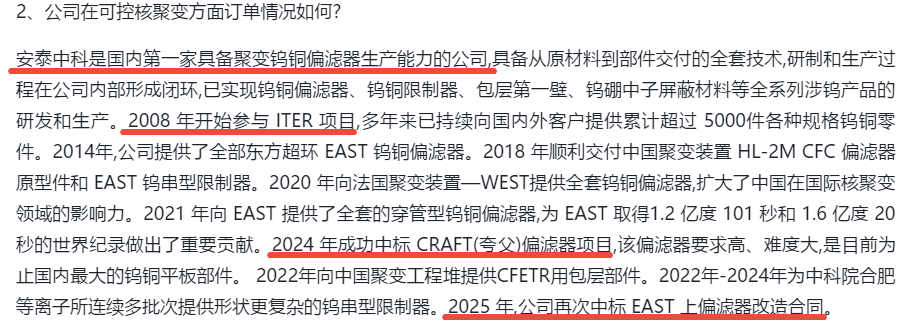 2、公司在可控核聚变方面订单情况如何?
安泰中科是国内第一家具备聚变钨铜偏滤器生产能力的公司,具备从原材料到部件交付的全套技术,研制和生产过
程在公司内部形成闭环,已实现钨铜偏滤器、钨铜限制器、包层第一壁、钨硼中子屏蔽材料等全系列涉钨产品的
研发和生产。2008 年开始参与 ITER 项目,多年来已持续向国内外客户提供累计超过 5000件各种规格钨铜零
件。2014年,公司提供了全部东方超环 EAST 钨铜偏滤器。2018 年顺利交付中国聚变装置 HL-2M CFC 偏滤器
原型件和 EAST 钨串型限制器。2020 年向法国聚变装置—WEST提供全套钨铜偏滤器,扩大了中国在国际核聚变
领域的影响力。2021 年向 EAST 提供了全套的穿管型钨铜偏滤器,为 EAST 取得1.2 亿度 101 秒和 1.6 亿度 20
秒的世界纪录做出了重要贡献。2024 年成功中标 CRAFT(夸父)偏滤器项目,该偏滤器要求高、难度大,是目前为
止国内最大的钨铜平板部件。 2022年向中国聚变工程堆提供CFETR用包层部件。2022年-2024年为中科院合肥
等离子所连续多批次提供形状更复杂的钨串型限制器。2025 年,公司再次中标 EAST 上偏滤器改造合同。